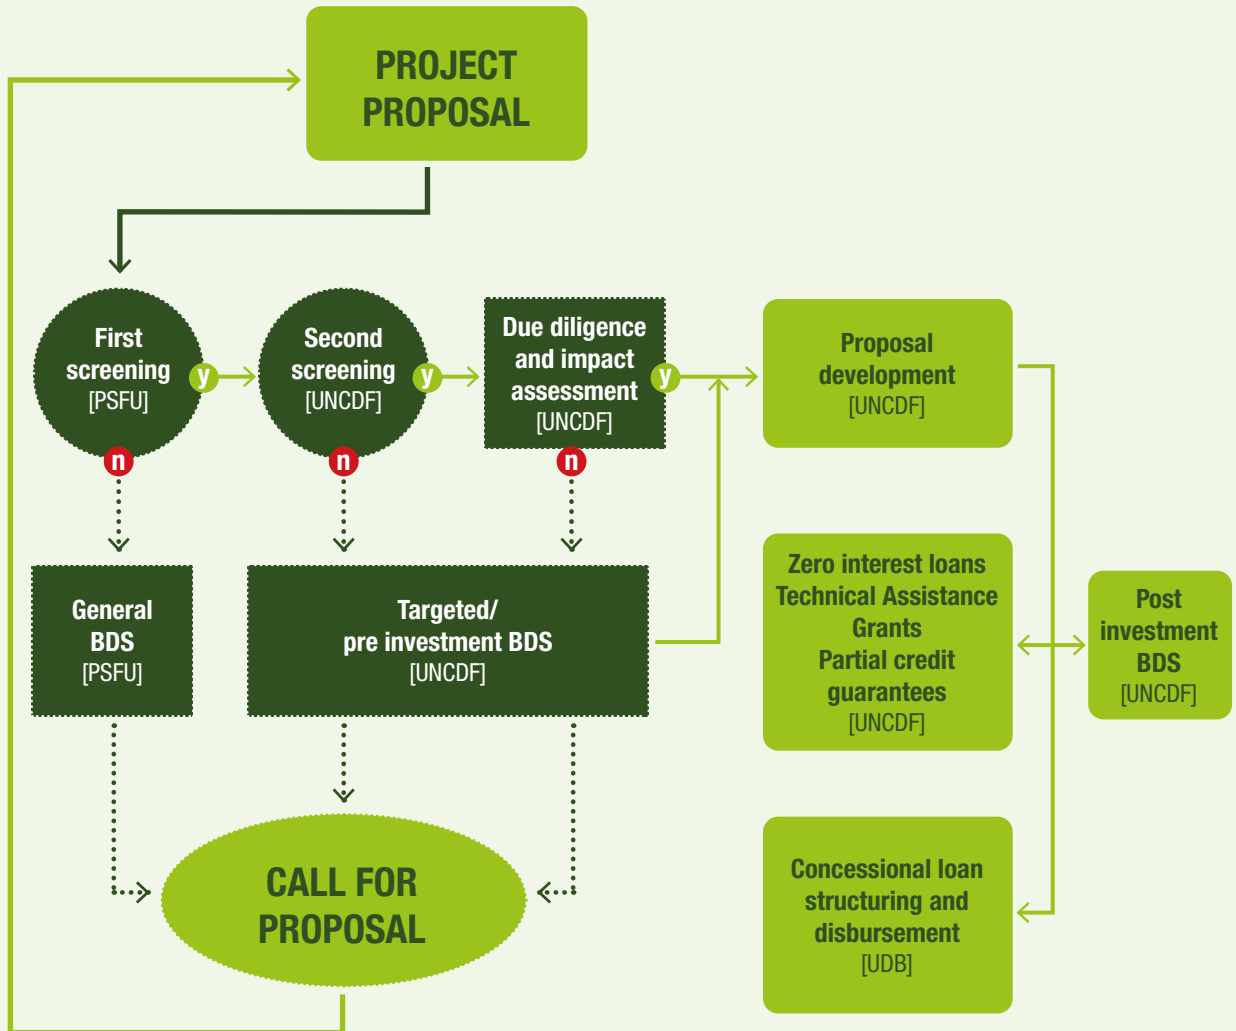 PROJECT
PROPOSAL
First
screening
[PSFU]
y
n
Second
screening
[UNCDF]
y
n
Due diligence
and impact
assessment
[UNCDF]
y
n
Proposal
development
[UNCDF]
General
BDS
[PSFU]
Targeted/
pre investment BDS
[UNCDF]
Zero interest loans
Technical Assistance
Grants
Partial credit
guarantees
[UNCDF]
Post
investment
BDS
[UNCDF]
CALL FOR
PROPOSAL
Concessional loan
structuring and
disbursement
[UDB]